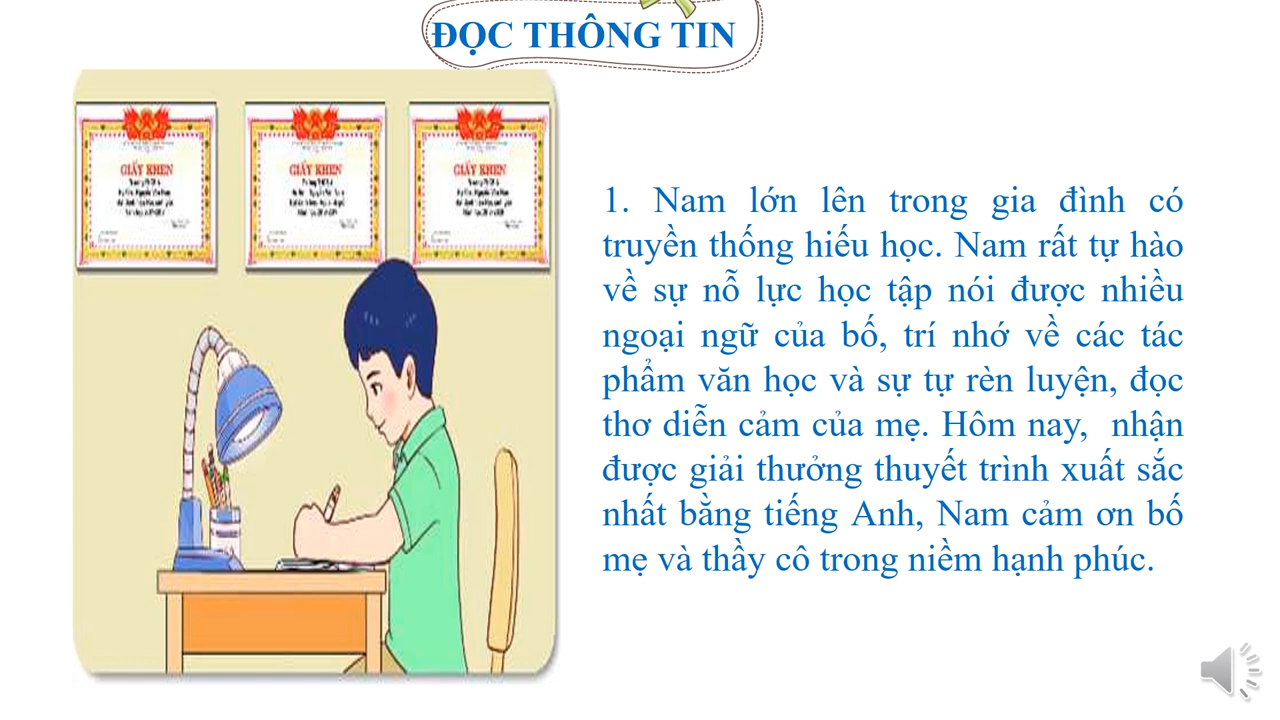 ĐỌC THÔNG TIN
GIẤY KHEN
GIẤY KHEN
GIẤY KHEN
1. Nam lớn lên trong gia đình có
truyền thống hiếu học. Nam rất tự hào
về sự nỗ lực học tập nói được nhiều
ngoại ngữ của bố, trí nhớ về các tác
phẩm văn học và sự tự rèn luyện, đọc
thơ diễn cảm của mẹ. Hôm nay, nhận
được giải thưởng thuyết trình xuất sắc
nhất bằng tiếng Anh, Nam cảm ơn bố
mẹ và thầy cô trong niềm hạnh phúc.